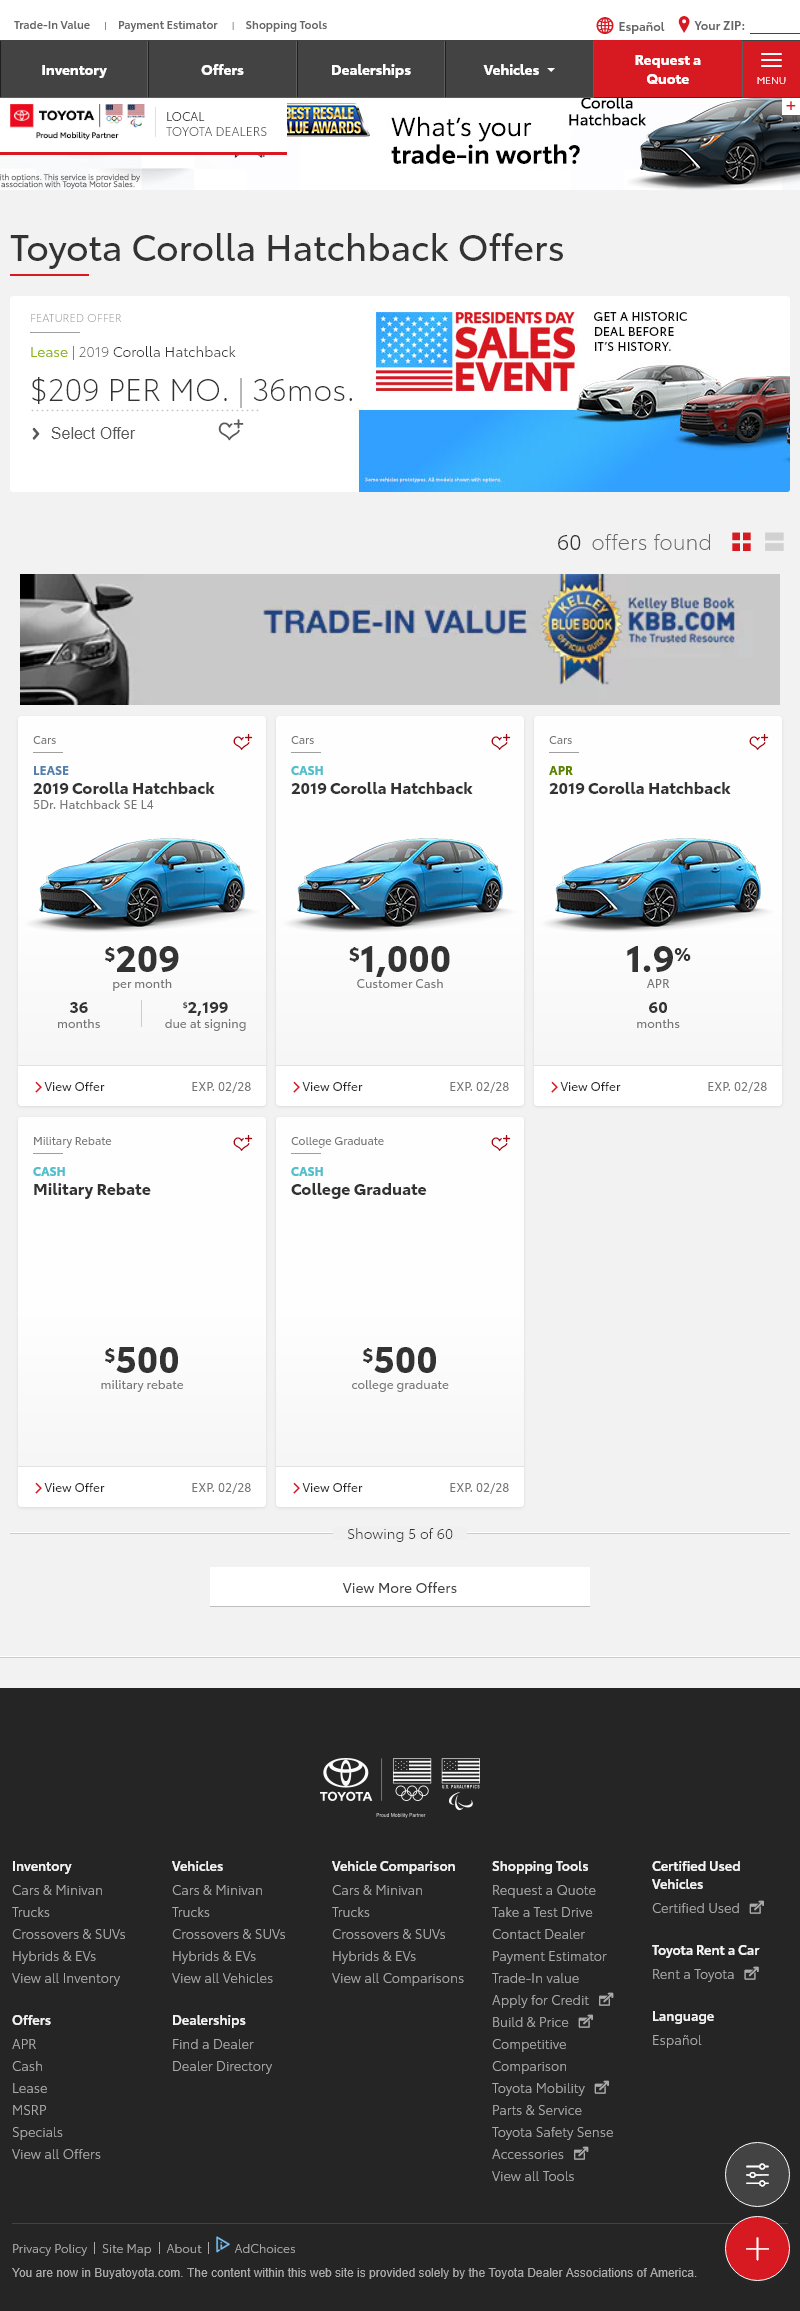 Trade-In Value | Payment Estimator | Shopping Tools
Español
Your ZIP:
Inventory
Offers
Dealerships
Vehicles
Request a
Quote
MENU
TOYOTA
Proud Mobility Partner
LOCAL
TOYOTA DEALERS
BEST RESALE
VALUE AWARDS
What's your
trade-in worth?
Corolla
Hatchback
+
ith options. This service is provided by
association with Toyota Motor Sales.
Toyota Corolla Hatchback Offers
FEATURED OFFER
Lease | 2019 Corolla Hatchback
$209 PER MO. | 36mos.
Select Offer
PRESIDENTS DAY
SALES
EVENT
GET A HISTORIC
DEAL BEFORE
IT'S HISTORY.
Some vehicles prototypes. All models shown with options.
60 offers found
TRADE-IN VALUE
KELLEY
BLUE BOOK
OFFICIAL GUIDE
Kelley Blue Book
KBB.COM
The Trusted Resource
Cars
LEASE
2019 Corolla Hatchback
5Dr. Hatchback SE L4
$209
per month
36
months
$2,199
due at signing
View Offer
EXP. 02/28
Cars
CASH
2019 Corolla Hatchback
$1,000
Customer Cash
View Offer
EXP. 02/28
Cars
APR
2019 Corolla Hatchback
1.9%
APR
60
months
View Offer
EXP. 02/28
Military Rebate
CASH
Military Rebate
$500
military rebate
View Offer
EXP. 02/28
College Graduate
CASH
College Graduate
$500
college graduate
View Offer
EXP. 02/28
Showing 5 of 60
View More Offers
TOYOTA
U.S. PARALYMPICS
Proud Mobility Partner
Inventory
Cars & Minivan
Trucks
Crossovers & SUVs
Hybrids & EVs
View all Inventory
Offers
APR
Cash
Lease
MSRP
Specials
View all Offers
Vehicles
Cars & Minivan
Trucks
Crossovers & SUVs
Hybrids & EVs
View all Vehicles
Dealerships
Find a Dealer
Dealer Directory
Vehicle Comparison
Cars & Minivan
Trucks
Crossovers & SUVs
Hybrids & EVs
View all Comparisons
Shopping Tools
Request a Quote
Take a Test Drive
Contact Dealer
Payment Estimator
Trade-In value
Apply for Credit
Build & Price
Competitive
Comparison
Toyota Mobility
Parts & Service
Toyota Safety Sense
Accessories
View all Tools
Certified Used
Vehicles
Certified Used
Toyota Rent a Car
Rent a Toyota
Language
Español
Privacy Policy | Site Map | About | AdChoices
You are now in Buyatoyota.com. The content within this web site is provided solely by the Toyota Dealer Associations of America.